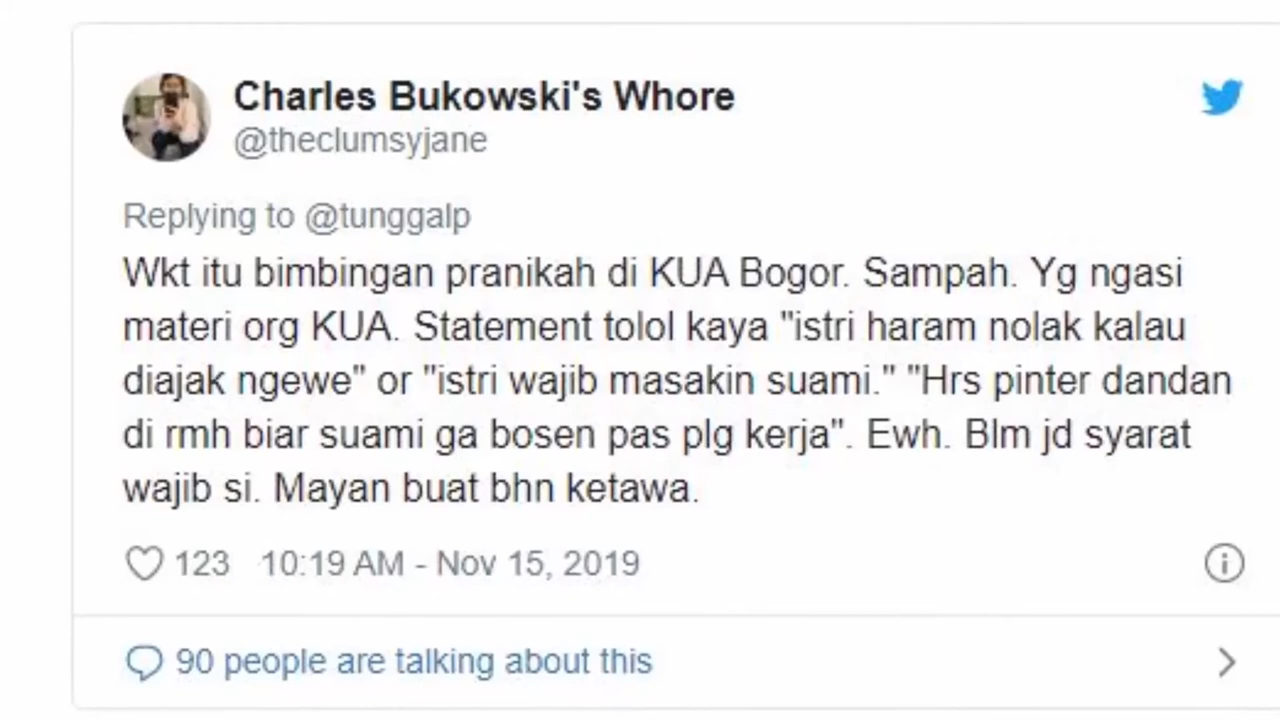 Charles Bukowski's Whore
@theclumsyjane
Replying to @tunggalp
Wkt itu bimbingan pranikah di KUA Bogor. Sampah. Yg ngasi
materi org KUA. Statement tolol kaya "istri haram nolak kalau
diajak ngewe" or "istri wajib masakin suami." "Hrs pinter dandan
di rmh biar suami ga bosen pas plg kerja". Ewh. Blm jd syarat
wajib si. Mayan buat bhn ketawa.
123 10:19 AM - Nov 15, 2019
90 people are talking about this